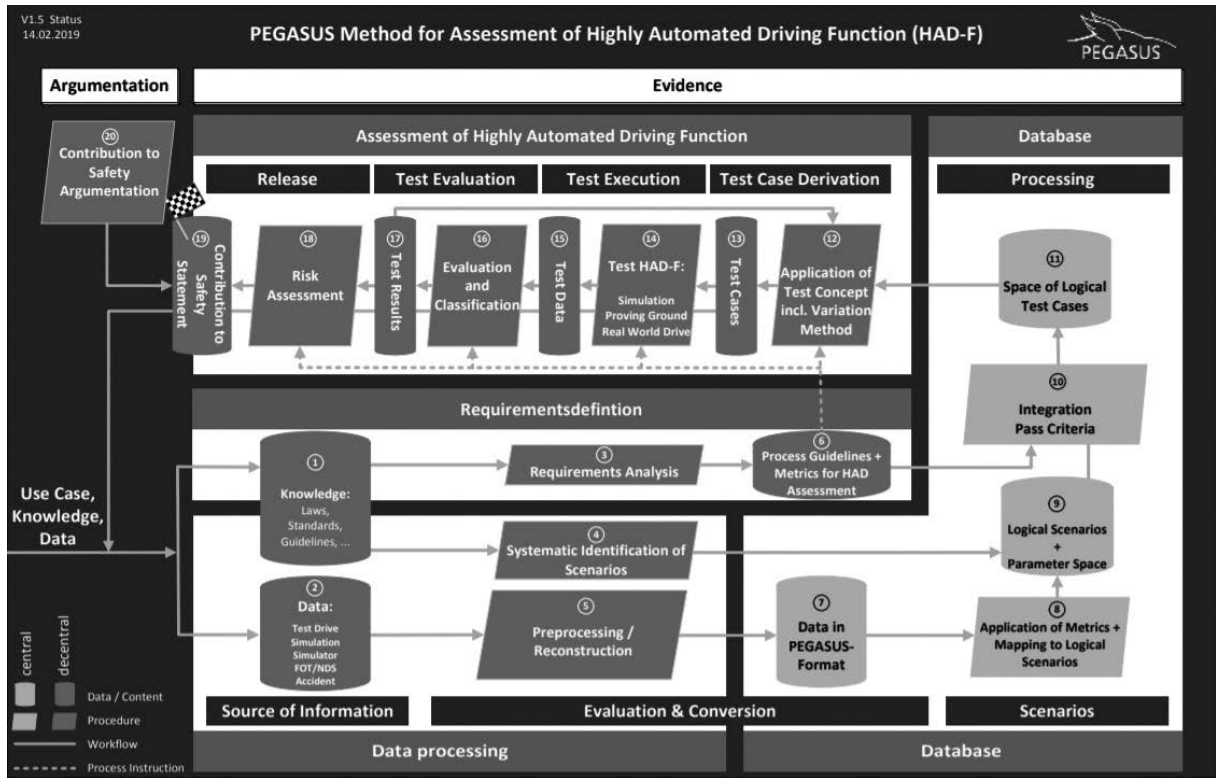 V1.5 Status
14.02.2019
PEGASUS Method for Assessment of Highly Automated Driving Function (HAD-F)
PEGASUS
Argumentation
Evidence
20
Contribution to
Safety
Argumentation
Assessment of Highly Automated Driving Function
Database
Release
Test Evaluation
Test Execution
Test Case Derivation
Processing
19
Contribution to
Safety
Statement
18
Risk
Assessment
17
Test Results
16
Evaluation
and
Classification
15
Test Data
14
Test HAD-F:
Simulation
Proving Ground
Real World Drive
13
Test Cases
12
Application of
Test Concept
incl. Variation
Method
11
Space of Logical
Test Cases
Requirementsdefintion
10
Integration
Pass Criteria
1
Knowledge:
Laws,
Standards,
Guidelines, ...
3
Requirements Analysis
6
Process Guidelines +
Metrics for HAD
Assessment
Use Case,
Knowledge,
Data
4
Systematic Identification of
Scenarios
9
Logical Scenarios
+
Parameter Space
2
Data:
Test Drive
Simulation
Simulator
FOT/NDS
Accident
5
Preprocessing /
Reconstruction
7
Data in
PEGASUS-
Format
8
Application of Metrics +
Mapping to Logical
Scenarios
central
decentral
Data / Content
Procedure
Workflow
Process Instruction
Source of Information
Evaluation & Conversion
Scenarios
Data processing
Database